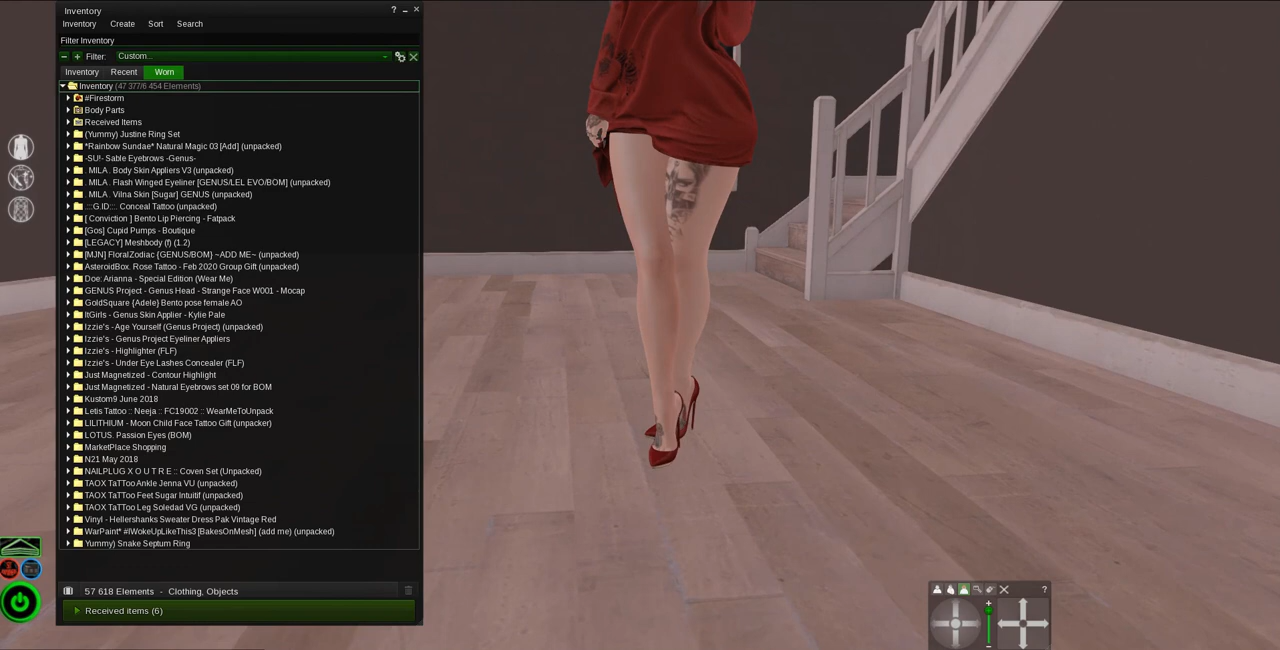 Inventory
? _ ×
Inventory Create Sort Search
Filter Inventory
− + Filter: Custom...
Inventory Recent Worn
Inventory (47 377/6 454 Elements)
#Firestorm
Body Parts
Received Items
(Yummy) Justine Ring Set
*Rainbow Sundae* Natural Magic 03 [Add] (unpacked)
-SU!- Sable Eyebrows -Genus-
. MILA . Body Skin Appliers V3 (unpacked)
. MILA . Flash Winged Eyeliner [GENUS/LEL EVO/BOM] (unpacked)
. MILA . Vilna Skin [Sugar] GENUS (unpacked)
.:::G.ID:::. Conceal Tattoo (unpacked)
[ Conviction ] Bento Lip Piercing - Fatpack
[Gos] Cupid Pumps - Boutique
[LEGACY] Meshbody (f) (1.2)
[MJN] FloralZodiac {GENUS/BOM} ~ADD ME~ (unpacked)
AsteroidBox. Rose Tattoo - Feb 2020 Group Gift (unpacked)
Doe: Arianna - Special Edition (Wear Me)
GENUS Project - Genus Head - Strange Face W001 - Mocap
GoldSquare {Adele} Bento pose female AO
ItGirls - Genus Skin Applier - Kylie Pale
Izzie's - Age Yourself (Genus Project) (unpacked)
Izzie's - Genus Project Eyeliner Appliers
Izzie's - Highlighter (FLF)
Izzie's - Under Eye Lashes Concealer (FLF)
Just Magnetized - Contour Highlight
Just Magnetized - Natural Eyebrows set 09 for BOM
Kustom9 June 2018
Letis Tattoo :: Neeja :: FC19002 :: WearMeToUnpack
LILITHIUM - Moon Child Face Tattoo Gift (unpacker)
LOTUS. Passion Eyes (BOM)
MarketPlace Shopping
N21 May 2018
NAILPLUG X O U T R E :: Coven Set (Unpacked)
TAOX TaTToo Ankle Jenna VU (unpacked)
TAOX TaTToo Feet Sugar Intuitif (unpacked)
TAOX TaTToo Leg Soledad VG (unpacked)
Vinyl - Hellershanks Sweater Dress Pak Vintage Red
WarPaint* #IWokeUpLikeThis3 [BakesOnMesh] (add me) (unpacked)
Yummy) Snake Septum Ring
57 618 Elements - Clothing, Objects
Received items (6)
?
+
−